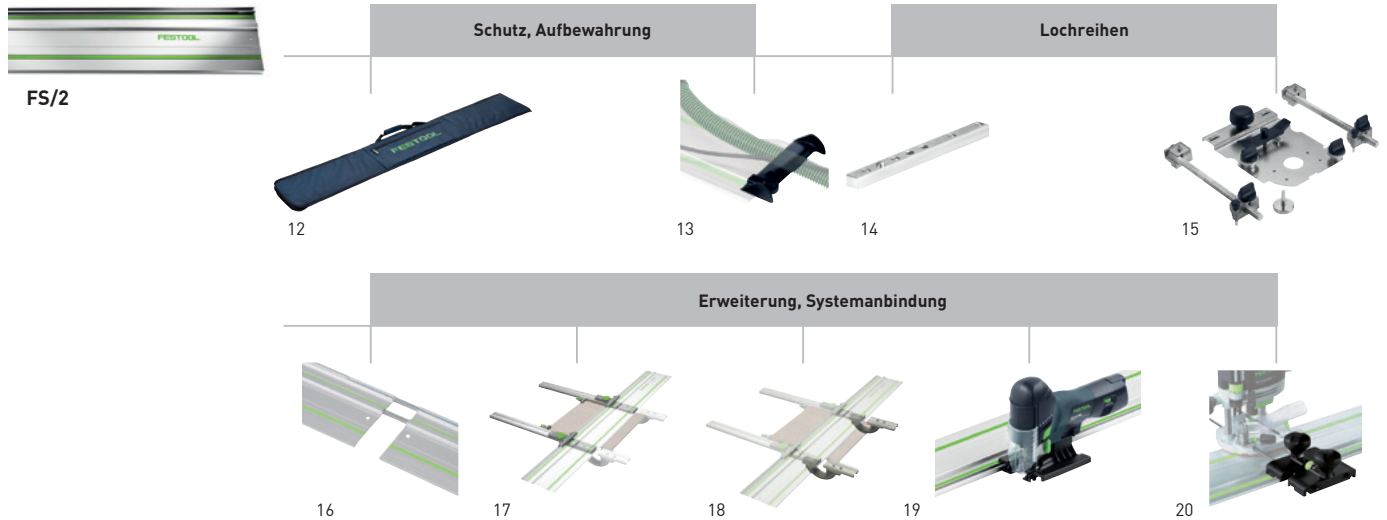 FESTOOL
FS/2
Schutz, Aufbewahrung
Lochreihen
FESTOOL
12
13
14
15
Erweiterung, Systemanbindung
16
17
18
19
20